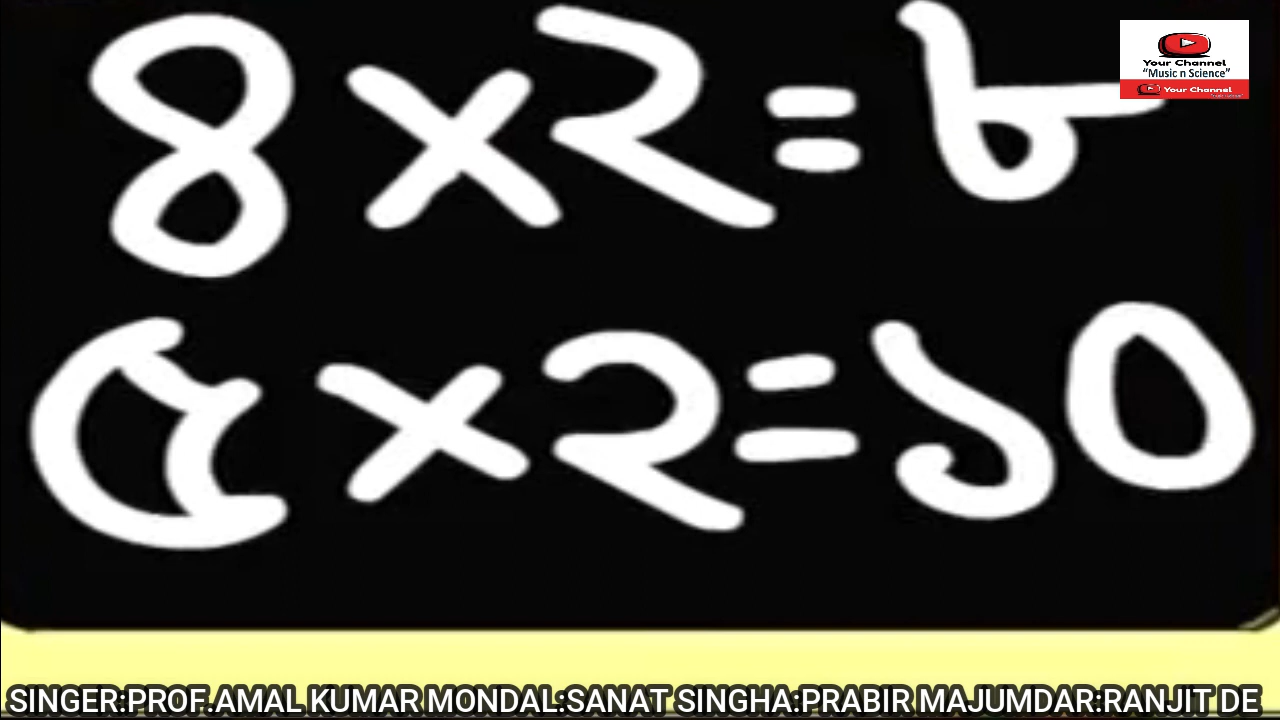 ৪×২=৮
৫×২=১০
Your Channel
“Music n Science”
Your Channel
SINGER:PROF.AMAL KUMAR MONDAL:SANAT SINGHA:PRABIR MAJUMDAR:RANJIT DE